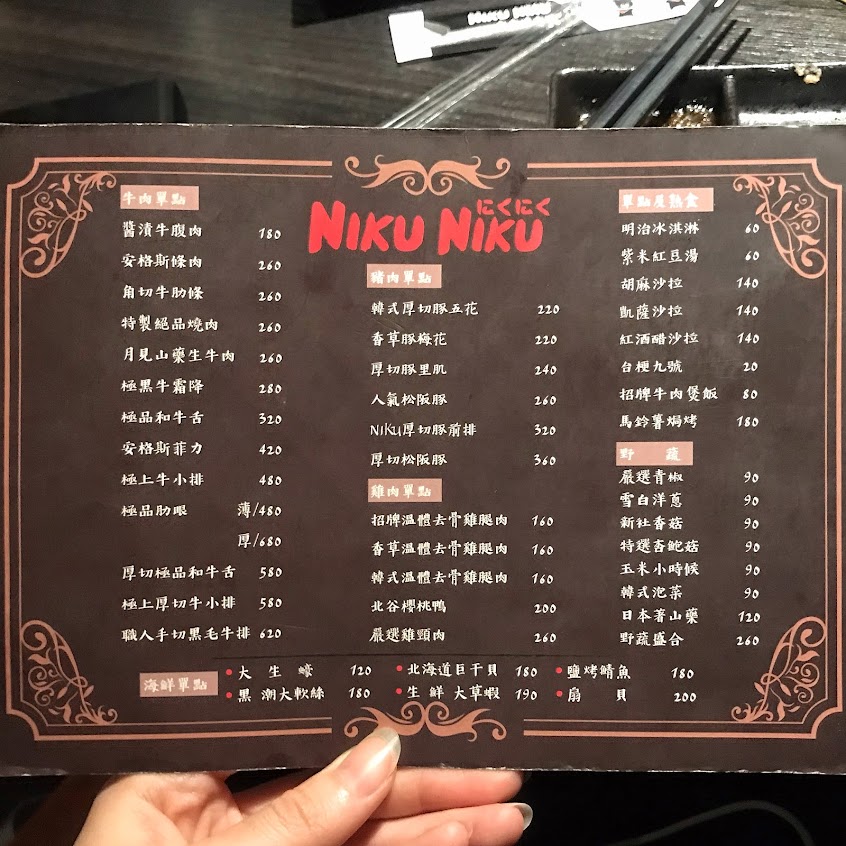 NIKU NIKU
にくにく
牛肉單點
醬漬牛腹肉 180
安格斯條肉 260
角切牛肋條 260
特製絕品燒肉 260
月見山藥生牛肉 260
極黑牛霜降 280
極品和牛舌 320
安格斯菲力 420
極上牛小排 480
極品肋眼 薄/480
厚/680
厚切極品和牛舌 580
極上厚切牛小排 580
職人手切黑毛牛排 620
豬肉單點
韓式厚切豚五花 220
香草豚梅花 220
厚切豚里肌 240
人氣松阪豚 260
NIKU厚切豚前排 320
厚切松阪豚 360
雞肉單點
招牌溫體去骨雞腿肉 160
香草溫體去骨雞腿肉 160
韓式溫體去骨雞腿肉 160
北谷櫻桃鴨 200
嚴選雞頸肉 260
單點及熟食
明治冰淇淋 60
紫米紅豆湯 60
胡麻沙拉 140
凱薩沙拉 140
紅酒醋沙拉 140
台梗九號 20
招牌牛肉煲飯 80
馬鈴薯焗烤 180
野 蔬
嚴選青椒 90
雪白洋蔥 90
新社香菇 90
特選杏鮑菇 90
玉米小時候 90
韓式泡菜 90
日本著山藥 120
野蔬盛合 260
海鮮單點
大生蠔 120
北海道巨干貝 180
鹽烤鯖魚 180
黑潮大軟絲 180
生鮮大草蝦 190
扇貝 200